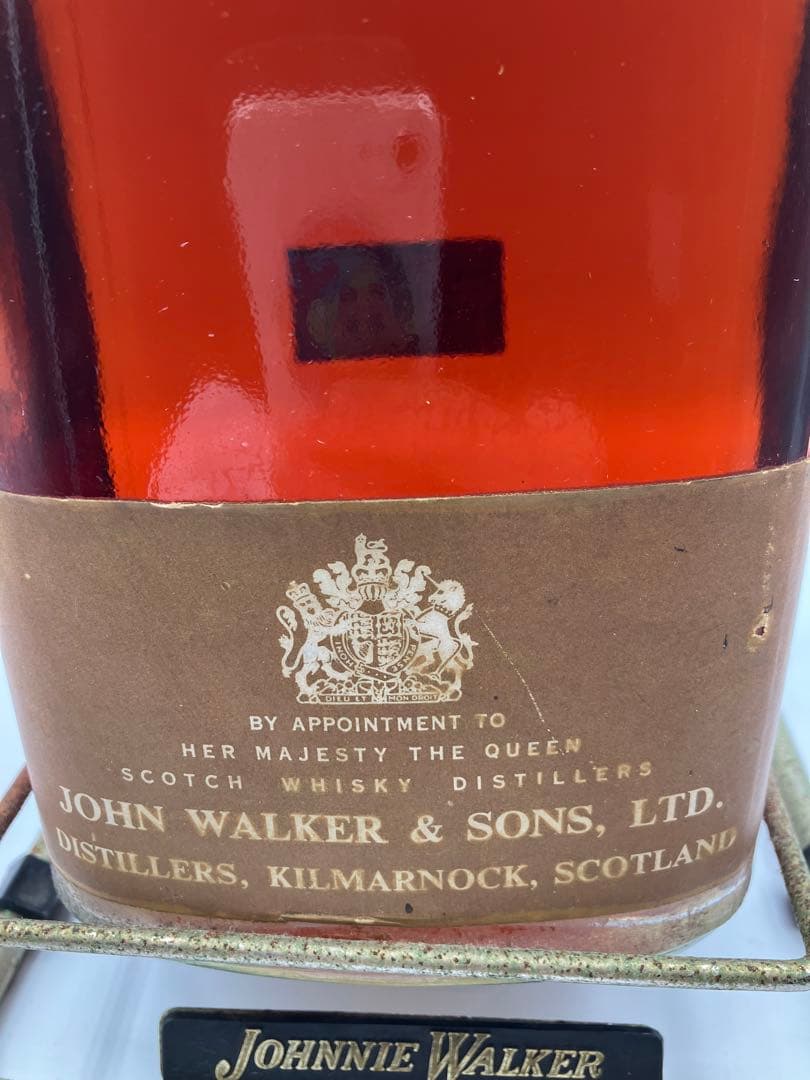 DIEU ET MON DROIT
BY APPOINTMENT TO
HER MAJESTY THE QUEEN
SCOTCH WHISKY DISTILLERS
JOHN WALKER & SONS, LTD.
DISTILLERS, KILMARNOCK, SCOTLAND
JOHNNIE WALKER